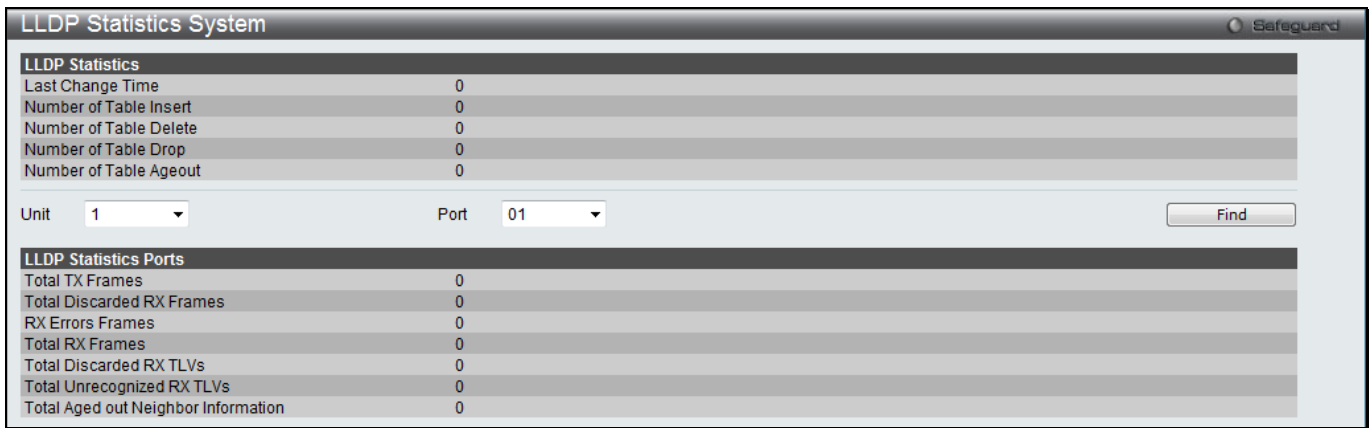 LLDP Statistics System Safeguard
LLDP Statistics
Last Change Time 0
Number of Table Insert 0
Number of Table Delete 0
Number of Table Drop 0
Number of Table Ageout 0
Unit 1 Port 01 Find
LLDP Statistics Ports
Total TX Frames 0
Total Discarded RX Frames 0
RX Errors Frames 0
Total RX Frames 0
Total Discarded RX TLVs 0
Total Unrecognized RX TLVs 0
Total Aged out Neighbor Information 0